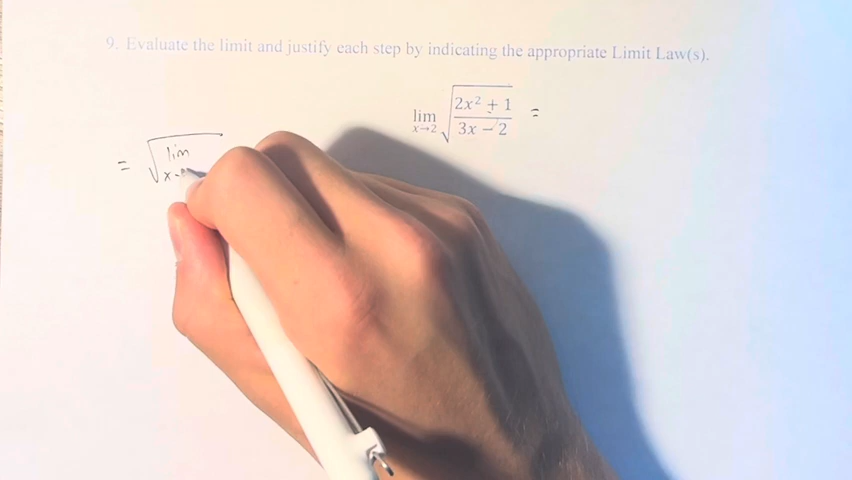 9. Evaluate the limit and justify each step by indicating the appropriate Limit Law(s).
lim x→2 √((2x² + 1)/(3x − 2)) =
= √(lim x→